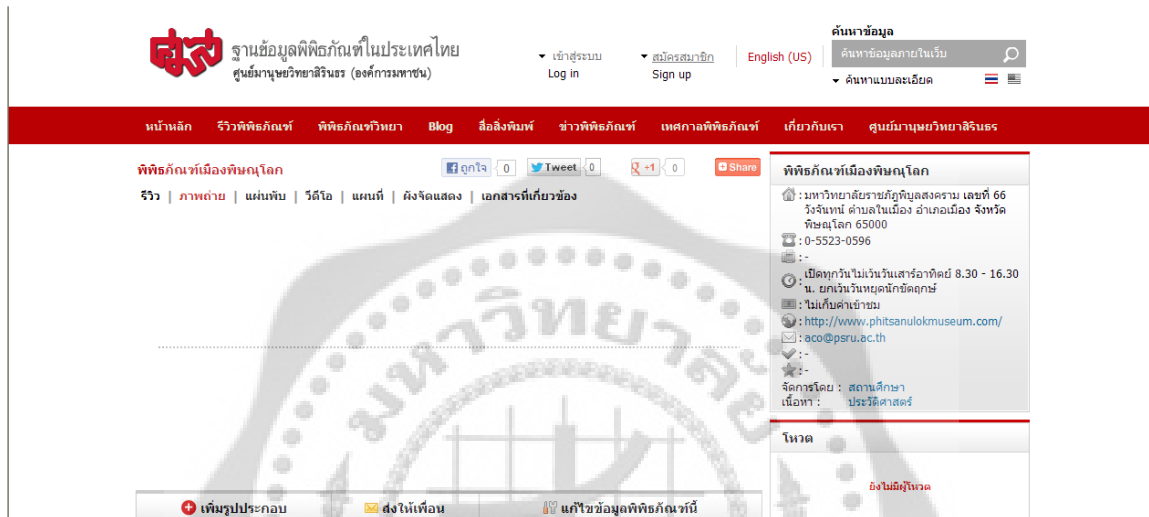 ค้นหาข้อมูล
ฐานข้อมูลพิพิธภัณฑ์ในประเทศไทย
ศูนย์มานุษยวิทยาสิรินธร (องค์การมหาชน)
เข้าสู่ระบบ
Log in
สมัครสมาชิก
Sign up
English (US)
ค้นหาข้อมูลภายในเว็บ
ค้นหาแบบละเอียด
หน้าหลัก รีวิวพิพิธภัณฑ์ พิพิธภัณฑ์วิทยา Blog สื่อสิ่งพิมพ์ ข่าวพิพิธภัณฑ์ เทศกาลพิพิธภัณฑ์ เกี่ยวกับเรา ศูนย์มานุษยวิทยาสิรินธร
พิพิธภัณฑ์เมืองพิษณุโลก
ถูกใจ 0 Tweet 0 +1 0 Share
รีวิว | ภาพถ่าย | แผ่นพับ | วีดีโอ | แผนที่ | ผังจัดแสดง | เอกสารที่เกี่ยวข้อง
มหาวิทยาลัย
เพิ่มรูปประกอบ ส่งให้เพื่อน แก้ไขข้อมูลพิพิธภัณฑ์นี้
พิพิธภัณฑ์เมืองพิษณุโลก
: มหาวิทยาลัยราชภัฏพิบูลสงคราม เลขที่ 66
วังจันทน์ ตำบลในเมือง อำเภอเมือง จังหวัด
พิษณุโลก 65000
: 0-5523-0596
: -
: เปิดทุกวันไม่เว้นวันเสาร์อาทิตย์ 8.30 - 16.30
น. ยกเว้นวันหยุดนักขัตฤกษ์
: ไม่เก็บค่าเข้าชม
: http://www.phitsanulokmuseum.com/
: aco@psru.ac.th
: -
: -
จัดการโดย : สถานศึกษา
เนื้อหา : ประวัติศาสตร์
โหวต
ยังไม่มีผู้โหวต